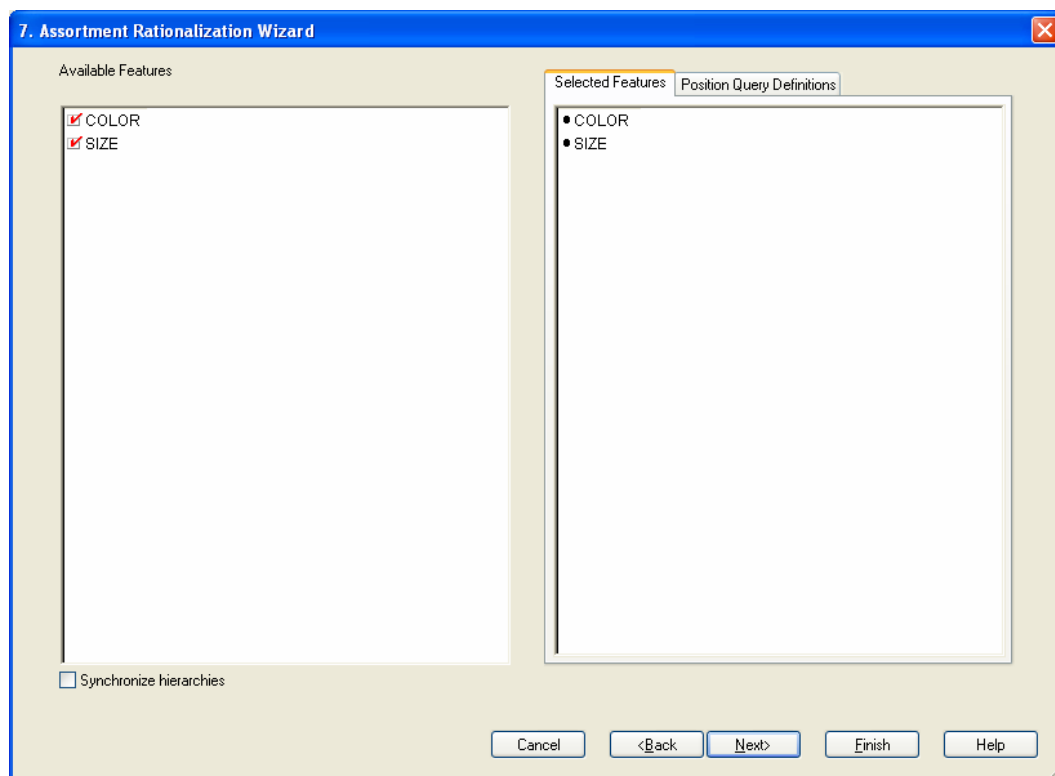 7. Assortment Rationalization Wizard
Available Features
COLOR
SIZE
Synchronize hierarchies
Selected Features
Position Query Definitions
COLOR
SIZE
Cancel
<Back
Next>
Finish
Help